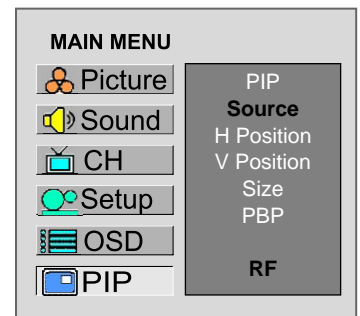 MAIN MENU
Picture
Sound
CH
Setup
OSD
PIP
PIP
Source
H Position
V Position
Size
PBP
RF